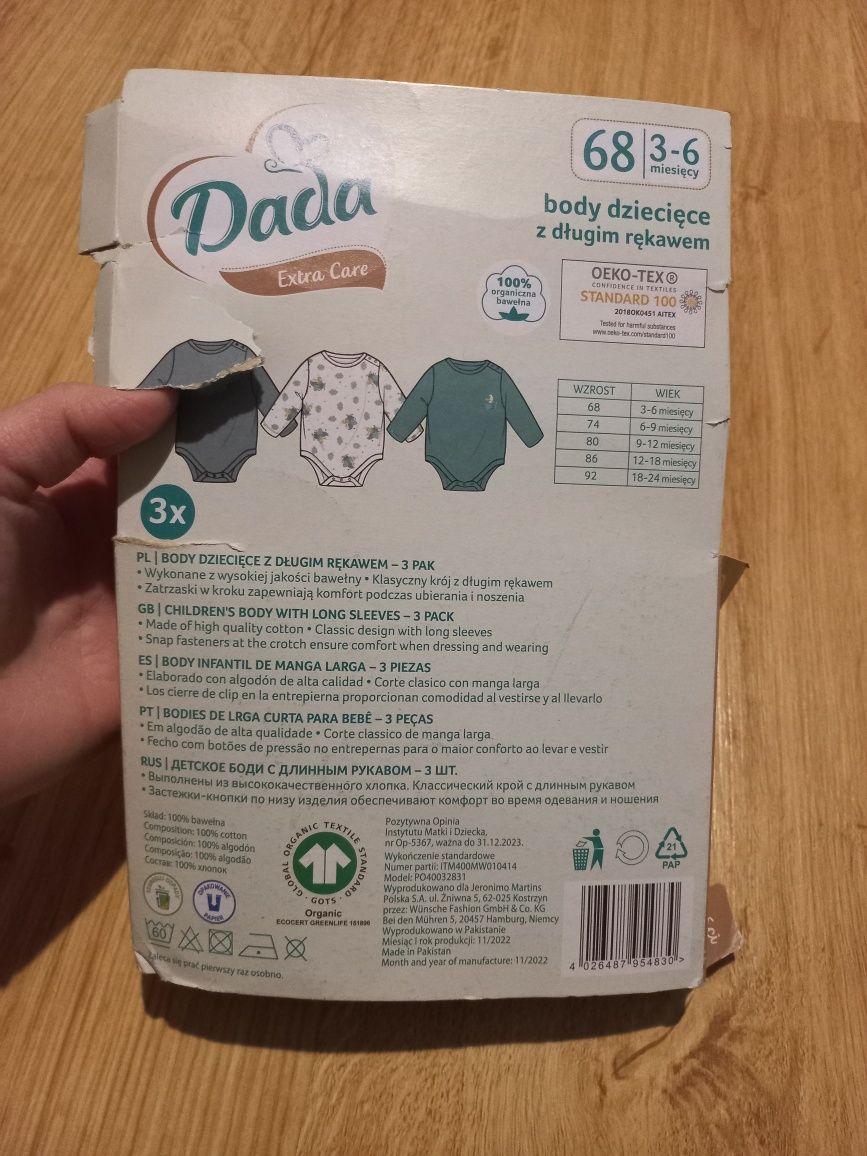 Dada
Extra Care
68 | 3-6
miesięcy
body dziecięce
z długim rękawem
100%
organiczna
bawełna
OEKO-TEX®
CONFIDENCE IN TEXTILES
STANDARD 100
2018OK0451 AITEX
Tested for harmful substances
www.oeko-tex.com/standard100
WZROST WIEK
68 3-6 miesięcy
74 6-9 miesięcy
80 9-12 miesięcy
86 12-18 miesięcy
92 18-24 miesięcy
3x
PL | BODY DZIECIĘCE Z DŁUGIM RĘKAWEM – 3 PAK
• Wykonane z wysokiej jakości bawełny • Klasyczny krój z długim rękawem
• Zatrzaski w kroku zapewniają komfort podczas ubierania i noszenia
GB | CHILDREN'S BODY WITH LONG SLEEVES – 3 PACK
• Made of high quality cotton • Classic design with long sleeves
• Snap fasteners at the crotch ensure comfort when dressing and wearing
ES | BODY INFANTIL DE MANGA LARGA – 3 PIEZAS
• Elaborado con algodón de alta calidad • Corte clasico con manga larga
• Los cierre de clip en la entrepierna proporcionan comodidad al vestirse y al llevarlo
PT | BODIES DE LRGA CURTA PARA BEBÊ – 3 PEÇAS
• Em algodão de alta qualidade • Corte classico de manga larga
• Fecho com botões de pressão no entrepernas para o maior conforto ao levar e vestir
RUS | ДЕТСКОЕ БОДИ С ДЛИННЫМ РУКАВОМ – 3 ШТ.
• Выполнены из высококачественного хлопка. Классический крой с длинным рукавом
• Застежки-кнопки по низу изделия обеспечивают комфорт во время одевания и ношения
Skład: 100% bawełna
Composition: 100% cotton
Composición: 100% algodón
Composição: 100% algodão
Состав: 100% хлопок
OPAKOWANIE
PAPIER
60
Zaleca się prać pierwszy raz osobno.
GLOBAL ORGANIC TEXTILE STANDARD
· GOTS ·
Organic
ECOCERT GREENLIFE 151896
Pozytywna Opinia
Instytutu Matki i Dziecka,
nr Op-5367, ważna do 31.12.2023.
Wykończenie standardowe
Numer partii: ITM400MW010414
Model: PO40032831
Wyprodukowano dla Jeronimo Martins
Polska S.A. ul. Żniwna 5, 62-025 Kostrzyn
przez: Wünsche Fashion GmbH & Co. KG
Bei den Mühren 5, 20457 Hamburg, Niemcy
Wyprodukowano w Pakistanie
Miesiąc i rok produkcji: 11/2022
Made in Pakistan
Month and year of manufacture: 11/2022
21
PAP
4 026487 954830 >